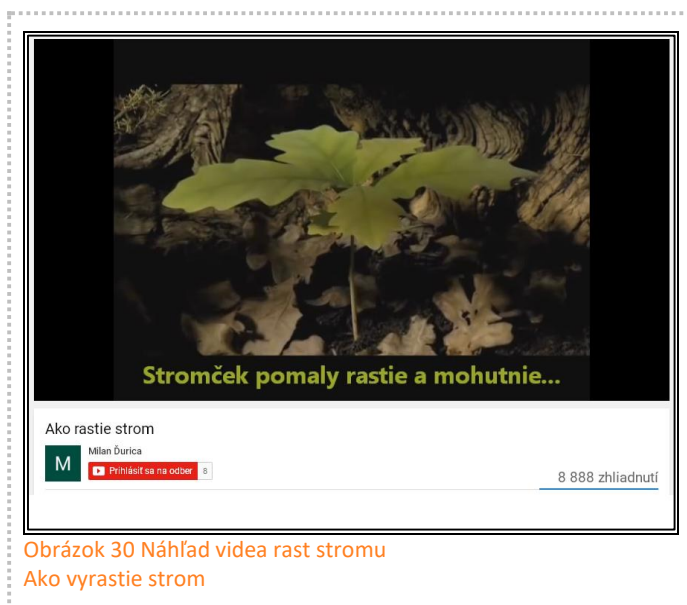 Stromček pomaly rastie a mohutnie...
Ako rastie strom
M
Milan Ďurica
Prihlásiť sa na odber 8
8 888 zhliadnutí
Obrázok 30 Náhľad videa rast stromu
Ako vyrastie strom